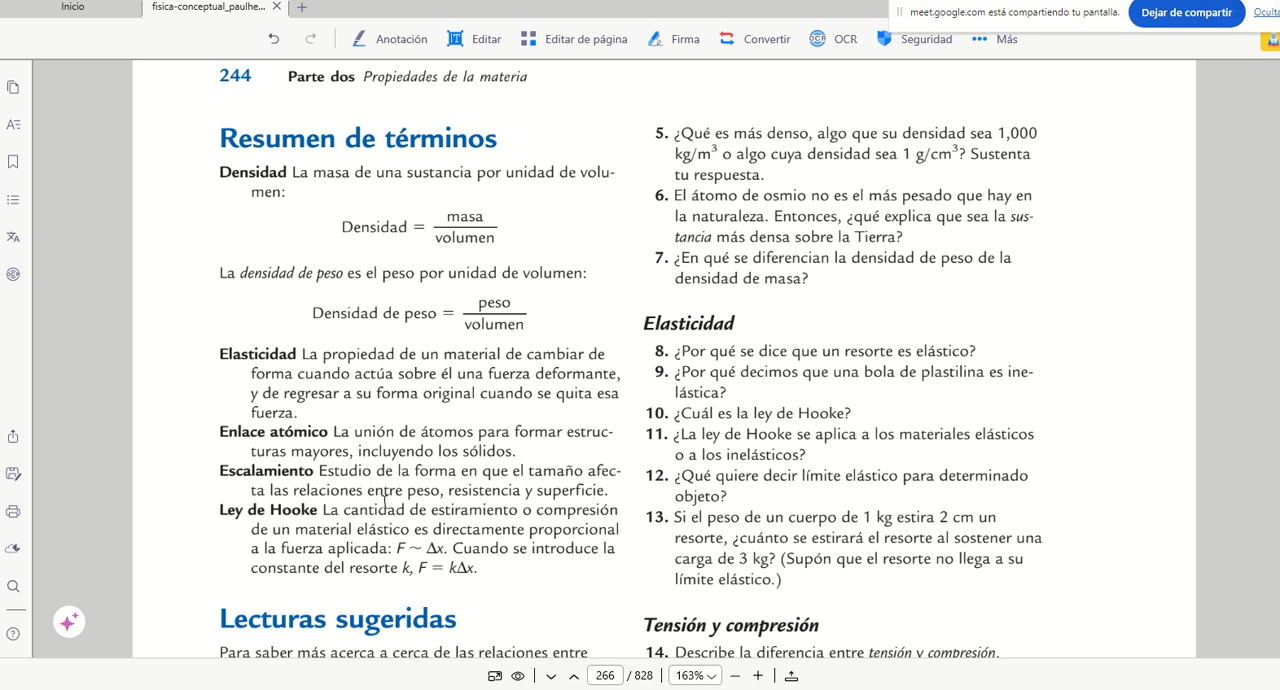 Inicio
fisica-conceptual_paulhe...
meet.google.com está compartiendo tu pantalla.
Dejar de compartir
Oculta
Anotación
Editar
Editar de página
Firma
Convertir
OCR
Seguridad
Más
244 Parte dos Propiedades de la materia
Resumen de términos
Densidad La masa de una sustancia por unidad de volu-
men:
Densidad = masa
volumen
La densidad de peso es el peso por unidad de volumen:
Densidad de peso = peso
volumen
Elasticidad La propiedad de un material de cambiar de
forma cuando actúa sobre él una fuerza deformante,
y de regresar a su forma original cuando se quita esa
fuerza.
Enlace atómico La unión de átomos para formar estruc-
turas mayores, incluyendo los sólidos.
Escalamiento Estudio de la forma en que el tamaño afec-
ta las relaciones entre peso, resistencia y superficie.
Ley de Hooke La cantidad de estiramiento o compresión
de un material elástico es directamente proporcional
a la fuerza aplicada: F ~ Δx. Cuando se introduce la
constante del resorte k, F = kΔx.
Lecturas sugeridas
Para saber más acerca a cerca de las relaciones entre
5. ¿Qué es más denso, algo que su densidad sea 1,000
kg/m³ o algo cuya densidad sea 1 g/cm³? Sustenta
tu respuesta.
6. El átomo de osmio no es el más pesado que hay en
la naturaleza. Entonces, ¿qué explica que sea la sus-
tancia más densa sobre la Tierra?
7. ¿En qué se diferencian la densidad de peso de la
densidad de masa?
Elasticidad
8. ¿Por qué se dice que un resorte es elástico?
9. ¿Por qué decimos que una bola de plastilina es ine-
lástica?
10. ¿Cuál es la ley de Hooke?
11. ¿La ley de Hooke se aplica a los materiales elásticos
o a los inelásticos?
12. ¿Qué quiere decir límite elástico para determinado
objeto?
13. Si el peso de un cuerpo de 1 kg estira 2 cm un
resorte, ¿cuánto se estirará el resorte al sostener una
carga de 3 kg? (Supón que el resorte no llega a su
límite elástico.)
Tensión y compresión
14. Describe la diferencia entre tensión y compresión.
266 / 828
163%